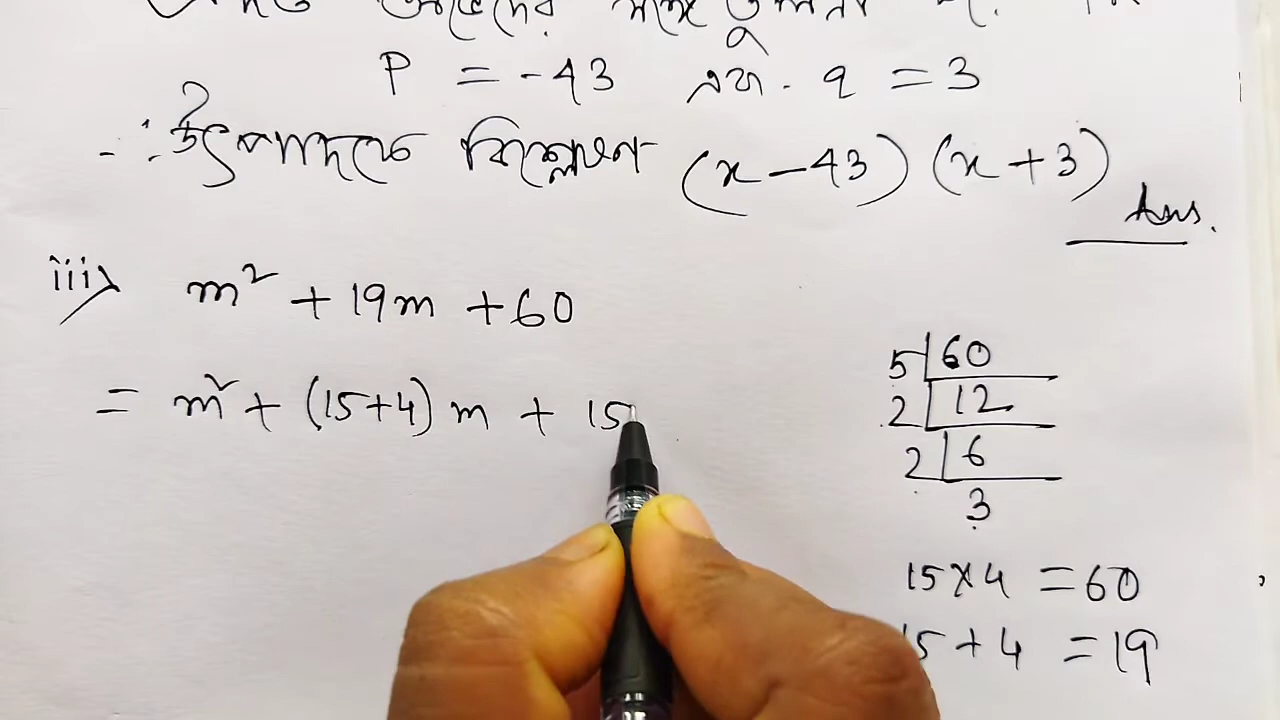 P = -43 এবং q = 3
∴ উৎপাদকে বিশ্লেষণ (x-43) (x+3) Ans.
iii) m² + 19m + 60
= m² + (15+4) m + 15
5 | 60
2 | 12
2 | 6
3
15 x 4 = 60
15 + 4 = 19